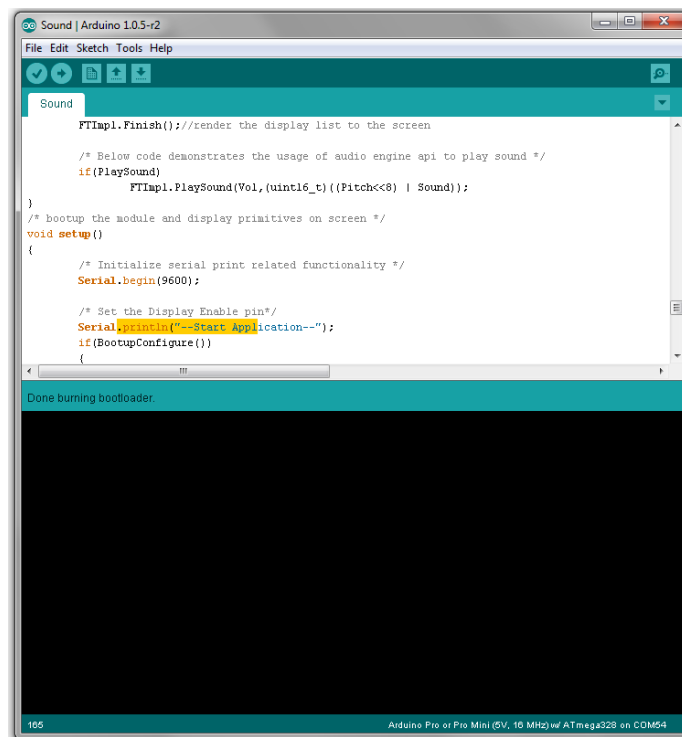 Sound | Arduino 1.0.5-r2
File Edit Sketch Tools Help
Sound
FTImpl.Finish();//render the display list to the screen
/* Below code demonstrates the usage of audio engine api to play sound */
if(PlaySound)
FTImpl.PlaySound(Vol,(uint16_t)((Pitch<<8) | Sound));
}
/* bootup the module and display primitives on screen */
void setup()
{
/* Initialize serial print related functionality */
Serial.begin(9600);
/* Set the Display Enable pin*/
Serial.println("--Start Application--");
if(BootupConfigure())
{
Done burning bootloader.
165
Arduino Pro or Pro Mini (5V, 16 MHz) w/ ATmega328 on COM54